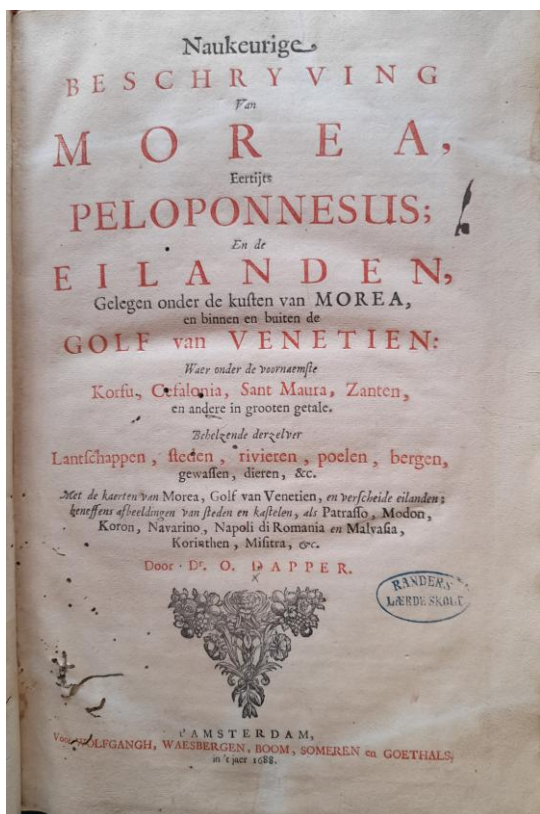 Naukeurige
BESCHRYVING
Van
MOREA,
Eertijts
PELOPONNESUS;
En de
EILANDEN,
Gelegen onder de kuſten van MOREA,
en binnen en buiten de
GOLF van VENETIEN:
Waer onder de voornaemſte
Korfu, Cefalonia, Sant Maura, Zanten,
en andere in grooten getale.
Behelzende derzelver
Lantſchappen, ſteden, rivieren, poelen, bergen,
gewaſſen, dieren, &c.
Met de kaerten van Morea, Golf van Venetien, en verſcheide eilanden;
beneffens afbeeldingen van ſteden en kaſtelen, als Patraſſo, Modon,
Koron, Navarino, Napoli di Romania en Malvaſia,
Korinthen, Miſitra, &c.
Door Dr. O. DAPPER.
RANDERS
LÆRDE SKOLE
t'AMSTERDAM,
Voor WOLFGANGH, WAESBERGEN, BOOM, SOMEREN en GOETHALS,
in 't jaer 1688.